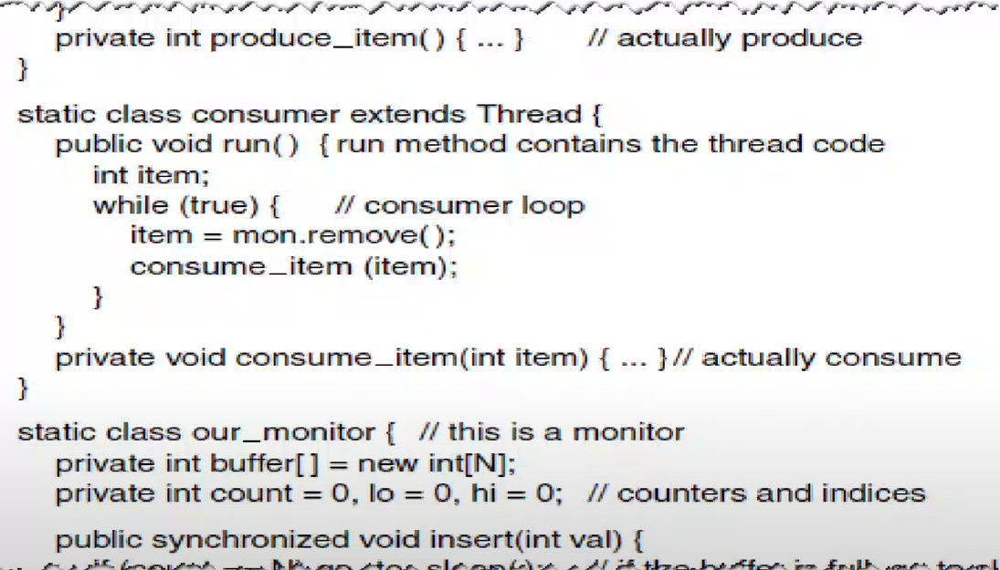 }
private int produce_item( ) { ... } // actually produce
}
static class consumer extends Thread {
public void run( ) { run method contains the thread code
int item;
while (true) { // consumer loop
item = mon.remove( );
consume_item (item);
}
}
private void consume_item(int item) { ... } // actually consume
}
static class our_monitor { // this is a monitor
private int buffer[ ] = new int[N];
private int count = 0, lo = 0, hi = 0; // counters and indices
public synchronized void insert(int val) {